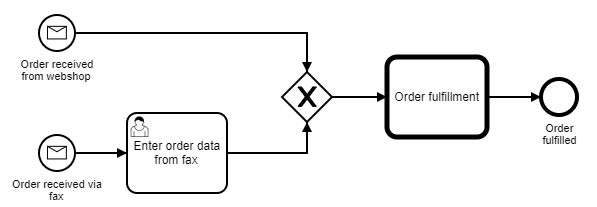 Order received
from webshop
Enter order data
from fax
Order received via
fax
Order fulfillment
Order
fulfilled